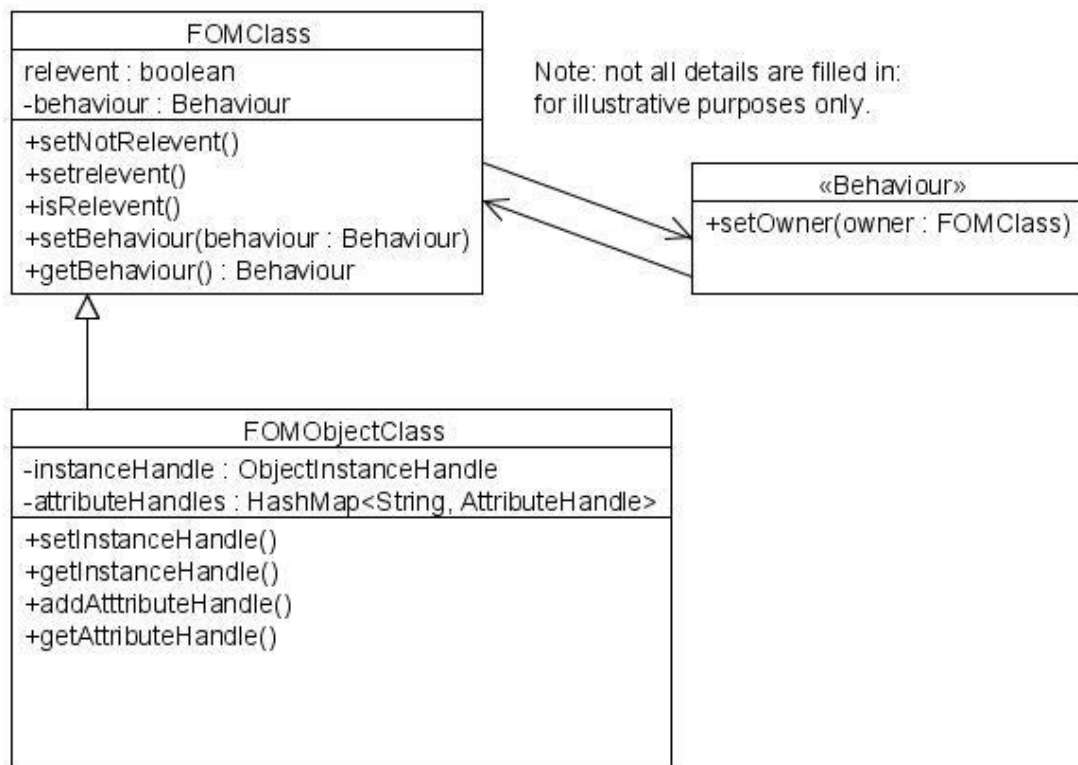 FOMClass
relevent : boolean
-behaviour : Behaviour
+setNotRelevent()
+setrelevent()
+isRelevent()
+setBehaviour(behaviour : Behaviour)
+getBehaviour() : Behaviour
Note: not all details are filled in:
for illustrative purposes only.
«Behaviour»
+setOwner(owner : FOMClass)
FOMObjectClass
-instanceHandle : ObjectInstanceHandle
-attributeHandles : HashMap<String, AttributeHandle>
+setInstanceHandle()
+getInstanceHandle()
+addAtttributeHandle()
+getAttributeHandle()